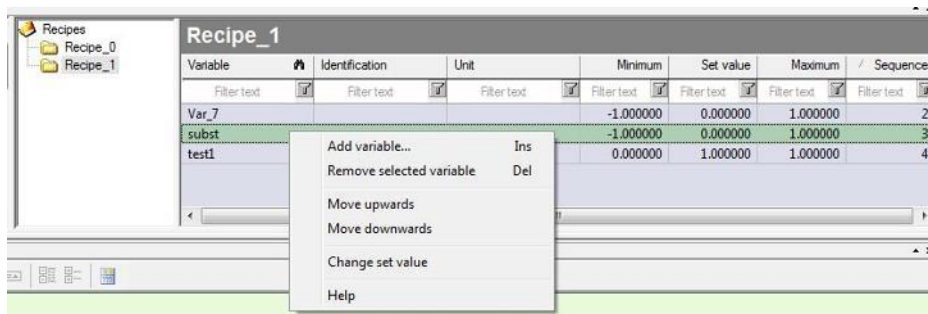 Recipes
Recipe_0
Recipe_1
Recipe_1
Variable Identification Unit Minimum Set value Maximum Sequence
Filter text Filter text Filter text Filter text Filter text Filter text Filter text
Var_7 -1.000000 0.000000 1.000000 2
subst -1.000000 0.000000 1.000000 3
test1 0.000000 1.000000 1.000000 4
Add variable... Ins
Remove selected variable Del
Move upwards
Move downwards
Change set value
Help